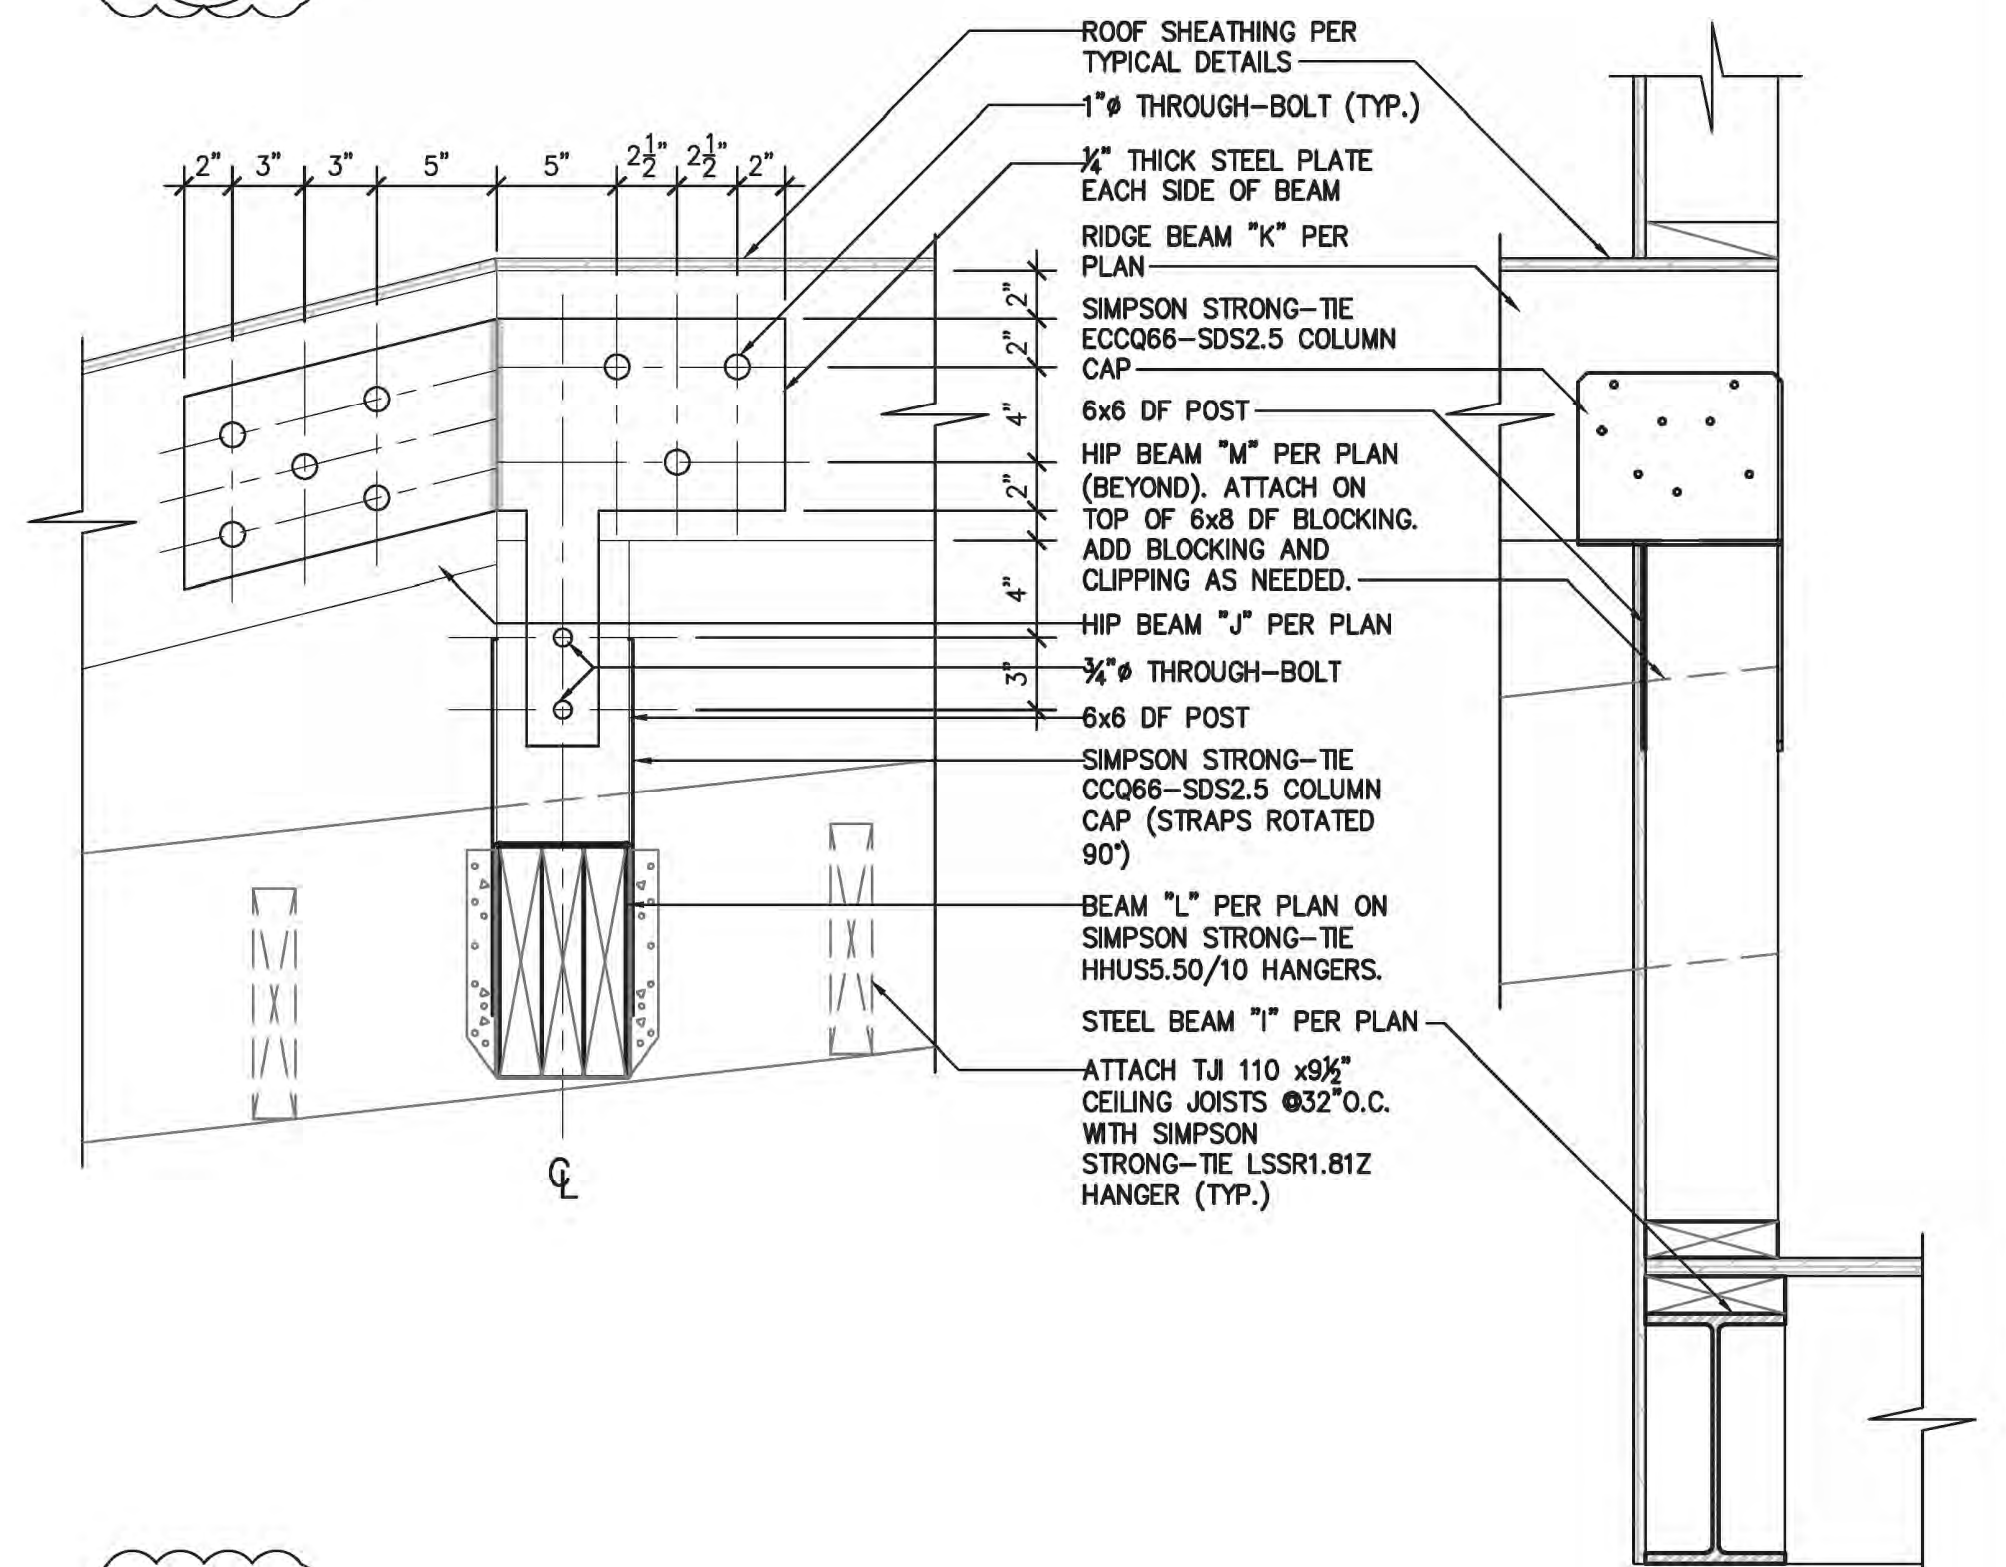 ROOF SHEATHING PER
TYPICAL DETAILS
1"ø THROUGH-BOLT (TYP.)
¼" THICK STEEL PLATE
EACH SIDE OF BEAM
RIDGE BEAM "K" PER
PLAN
SIMPSON STRONG-TIE
ECCQ66-SDS2.5 COLUMN
CAP
6x6 DF POST
HIP BEAM "M" PER PLAN
(BEYOND). ATTACH ON
TOP OF 6x8 DF BLOCKING.
ADD BLOCKING AND
CLIPPING AS NEEDED.
HIP BEAM "J" PER PLAN
¾"ø THROUGH-BOLT
6x6 DF POST
SIMPSON STRONG-TIE
CCQ66-SDS2.5 COLUMN
CAP (STRAPS ROTATED
90°)
BEAM "L" PER PLAN ON
SIMPSON STRONG-TIE
HHUS5.50/10 HANGERS.
STEEL BEAM "I" PER PLAN
ATTACH TJI 110 x9½"
CEILING JOISTS @32"O.C.
WITH SIMPSON
STRONG-TIE LSSR1.81Z
HANGER (TYP.)
2" 3" 3" 5" 5" 2½" 2½" 2"
2"
2"
4"
2"
4"
3"
℄